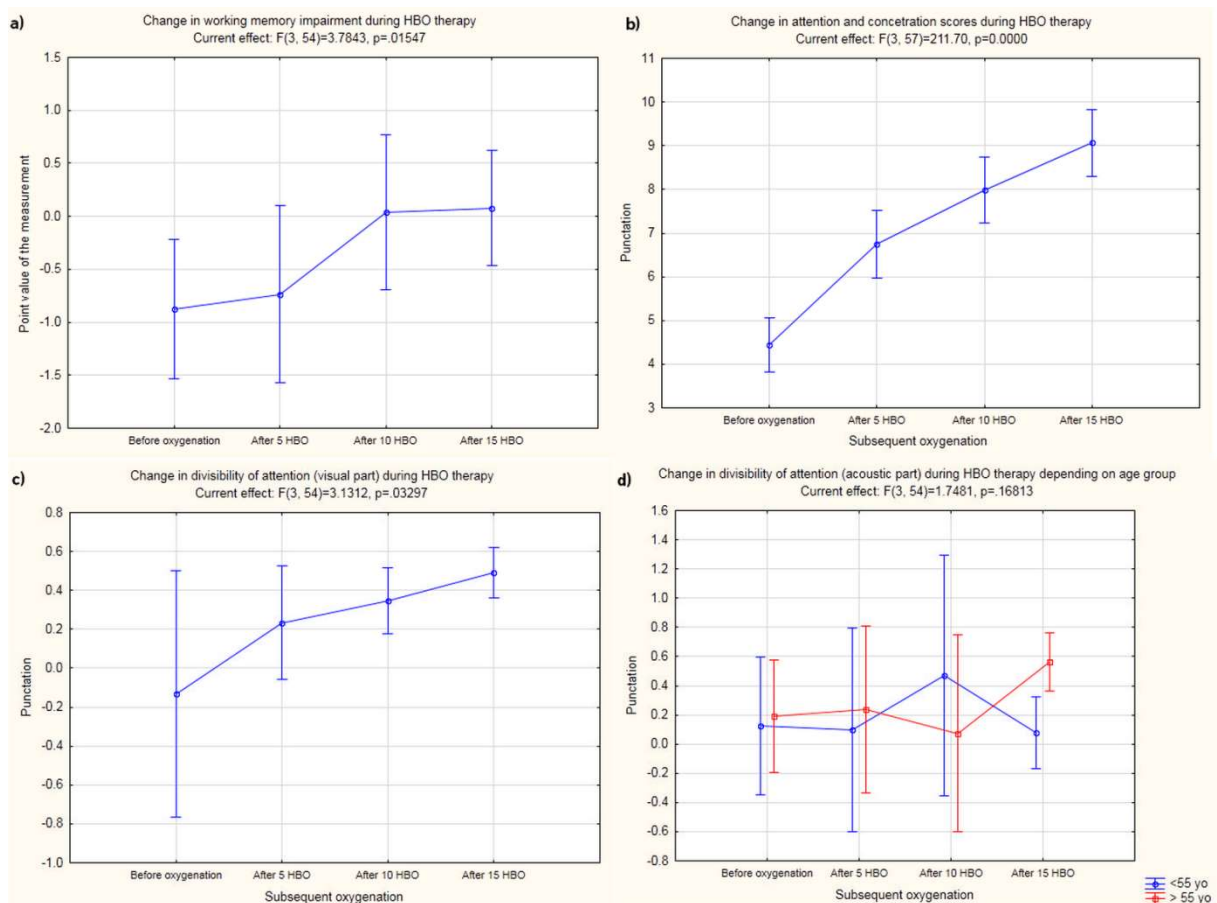 a)
Change in working memory impairment during HBO therapy
Current effect: F(3, 54)=3.7843, p=.01547
Point value of the measurement
1.5
1.0
0.5
0.0
-0.5
-1.0
-1.5
-2.0
Before oxygenation After 5 HBO After 10 HBO After 15 HBO
b)
Change in attention and concetration scores during HBO therapy
Current effect: F(3, 57)=211.70, p=0.0000
Punctation
11
10
9
8
7
6
5
4
3
Before oxygenation After 5 HBO After 10 HBO After 15 HBO
Subsequent oxygenation
c)
Change in divisibility of attention (visual part) during HBO therapy
Current effect: F(3, 54)=3.1312, p=.03297
Punctation
0.8
0.6
0.4
0.2
0.0
-0.2
-0.4
-0.6
-0.8
-1.0
Before oxygenation After 5 HBO After 10 HBO After 15 HBO
Subsequent oxygenation
d)
Change in divisibility of attention (acoustic part) during HBO therapy depending on age group
Current effect: F(3, 54)=1.7481, p=.16813
Punctation
1.6
1.4
1.2
1.0
0.8
0.6
0.4
0.2
0.0
-0.2
-0.4
-0.6
-0.8
Before oxygenation After 5 HBO After 10 HBO After 15 HBO
Subsequent oxygenation
<55 yo
> 55 yo